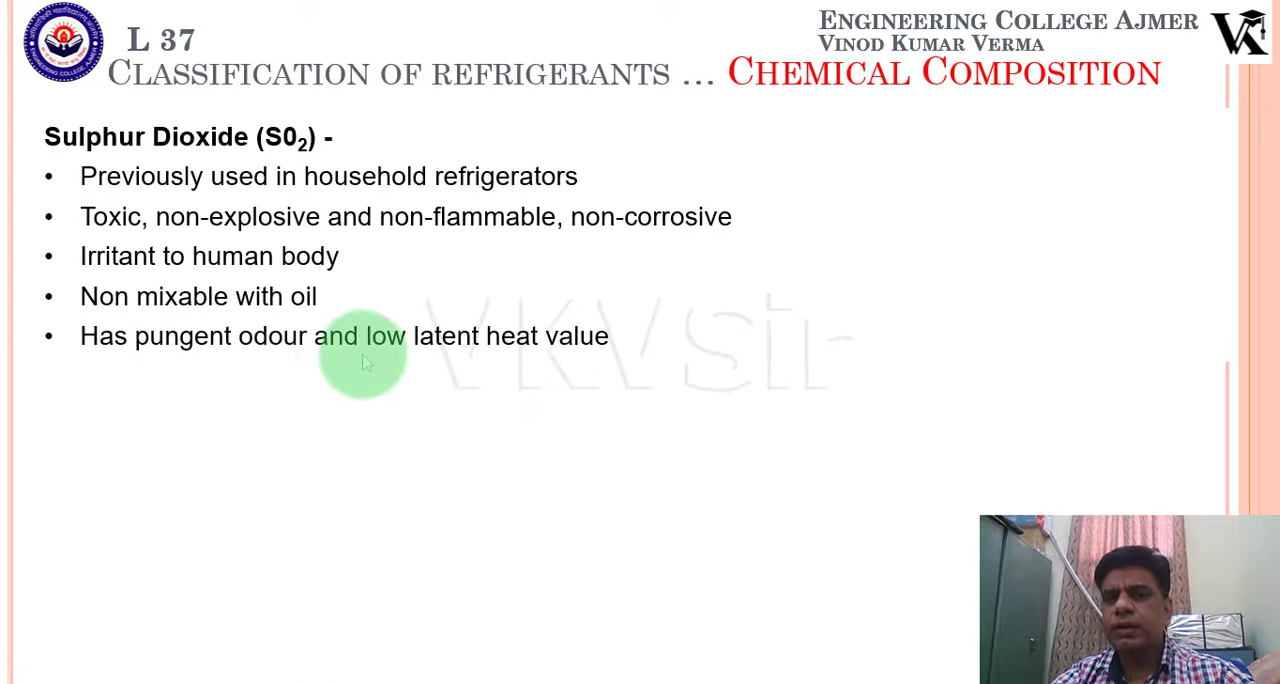 L 37
ENGINEERING COLLEGE AJMER
VINOD KUMAR VERMA
CLASSIFICATION OF REFRIGERANTS ... CHEMICAL COMPOSITION
Sulphur Dioxide (S0₂) -
• Previously used in household refrigerators
• Toxic, non-explosive and non-flammable, non-corrosive
• Irritant to human body
• Non mixable with oil
• Has pungent odour and low latent heat value
VKVSir